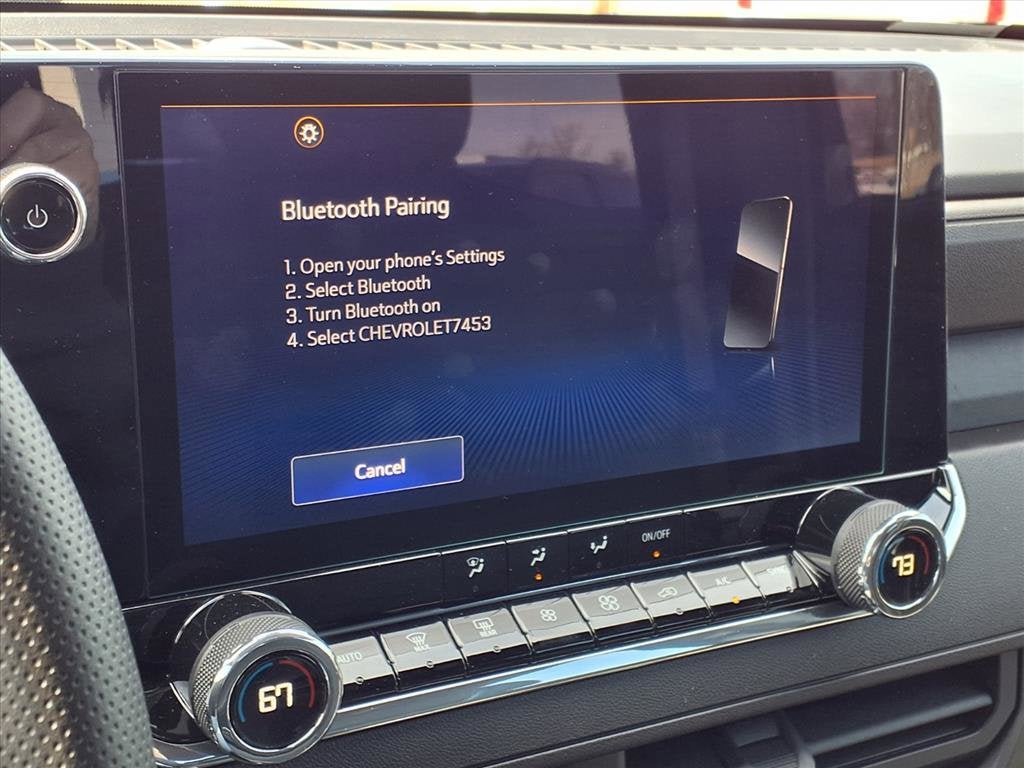 Bluetooth Pairing
1. Open your phone's Settings
2. Select Bluetooth
3. Turn Bluetooth on
4. Select CHEVROLET7453
Cancel
ON/OFF
73
AUTO
MAX
REAR
A/C
SYNC
67